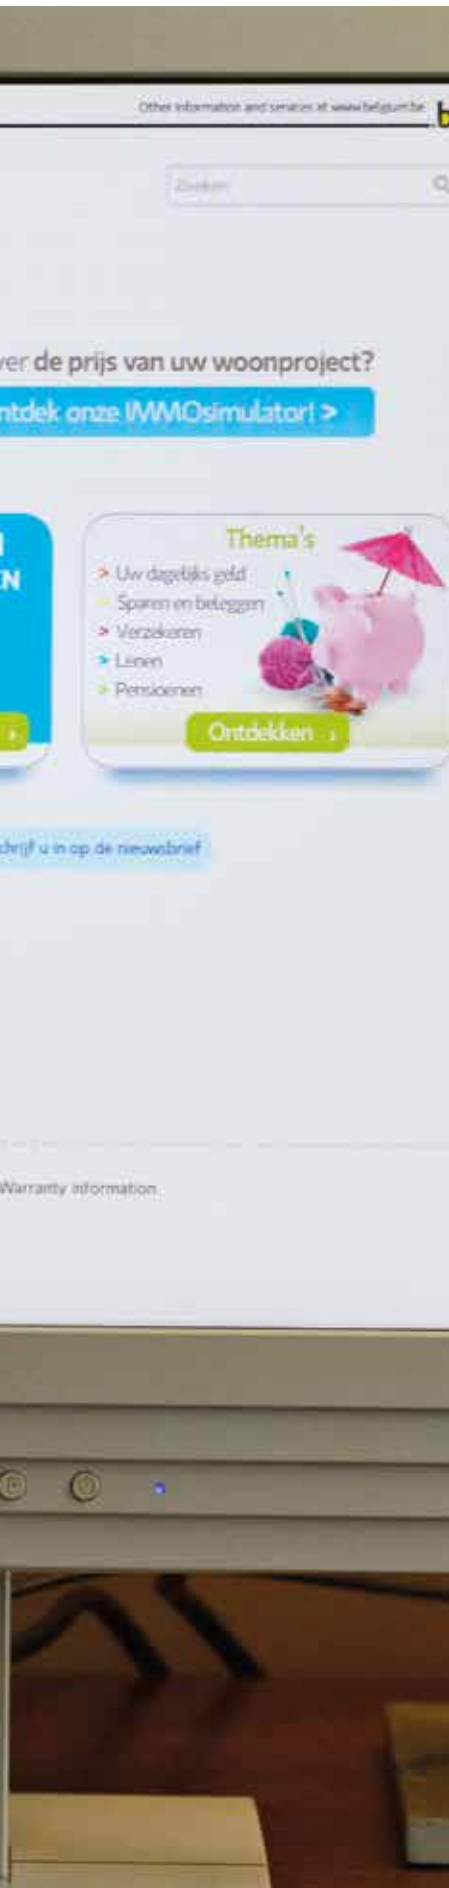 Other information and services at www.belgium.be
Zoeken
ver de prijs van uw woonproject?
ntdek onze IMMOsimulator! >
N
Thema's
> Uw dagelijks geld
> Sparen en beleggen
> Verzekeren
> Lenen
> Pensioenen
Ontdekken ›
chrijf u in op de nieuwsbrief
Warranty information